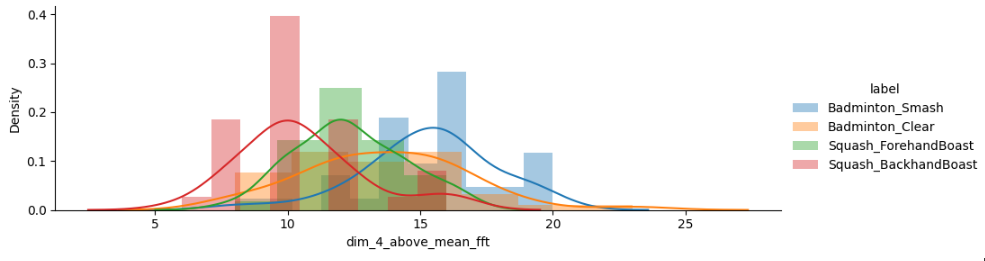 0.4
0.3
0.2
0.1
0.0
Density
5 10 15 20 25
dim_4_above_mean_fft
label
Badminton_Smash
Badminton_Clear
Squash_ForehandBoast
Squash_BackhandBoast